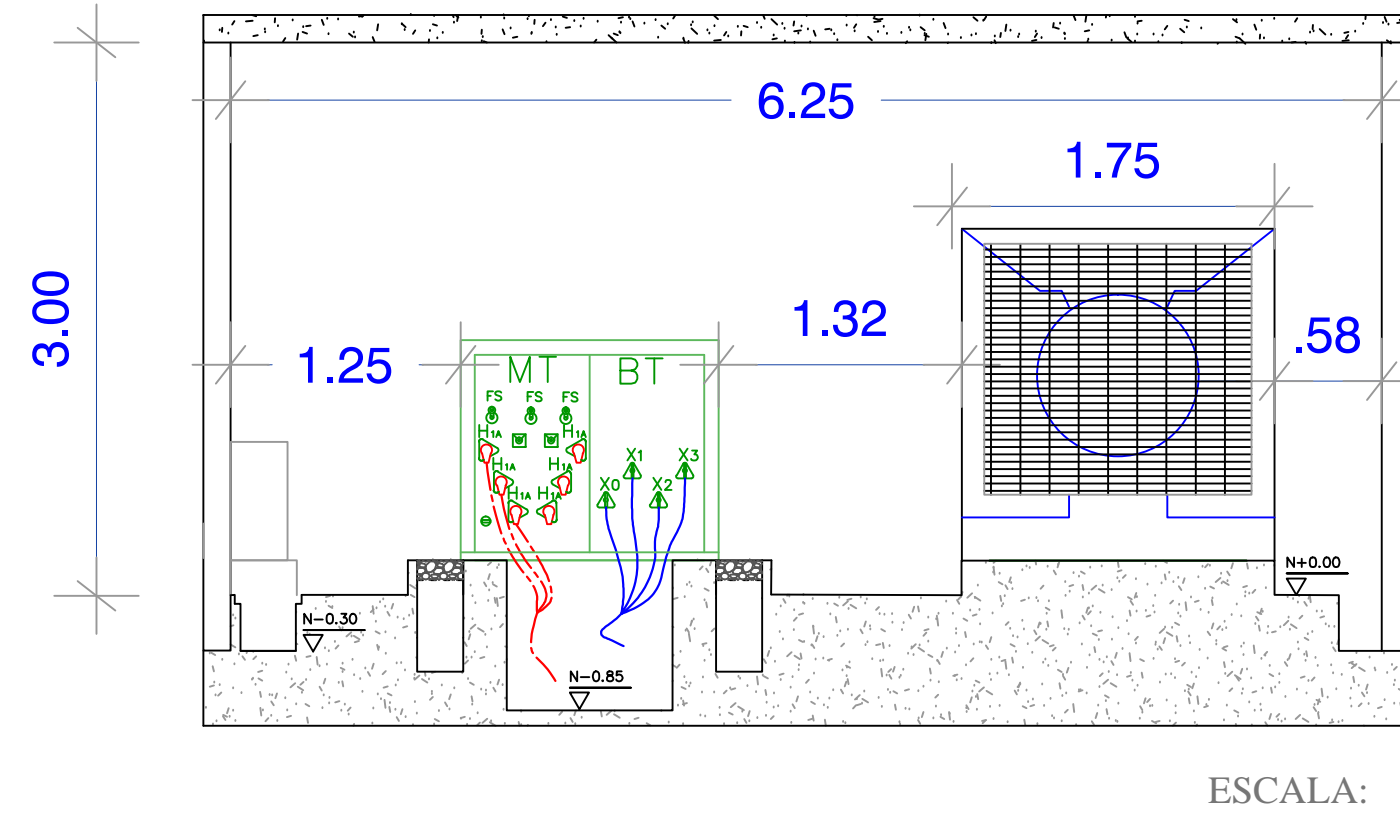 6.25
1.75
3.00
1.32
.58
1.25
MT BT
FS FS FS
H1A H1A
X1 X3
H1A H1A
X0 X2
H1A H1A
N+0.00
N-0.30
N-0.85
ESCALA: